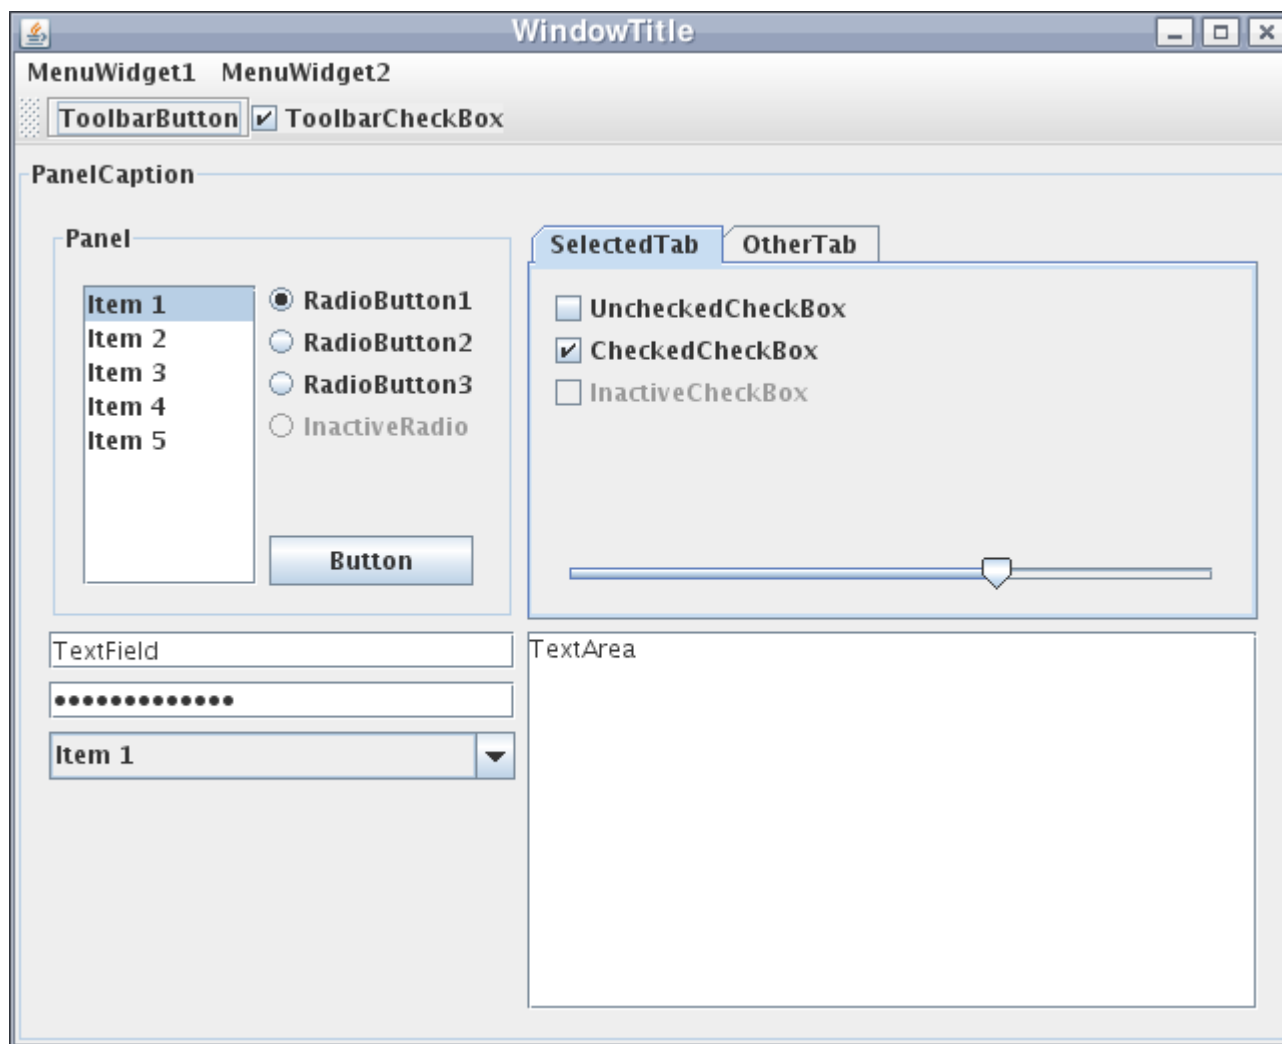 WindowTitle
MenuWidget1 MenuWidget2
ToolbarButton ToolbarCheckBox
PanelCaption
Panel
Item 1
Item 2
Item 3
Item 4
Item 5
RadioButton1
RadioButton2
RadioButton3
InactiveRadio
Button
SelectedTab OtherTab
UncheckedCheckBox
CheckedCheckBox
InactiveCheckBox
TextField
•••••••••••••
Item 1
TextArea